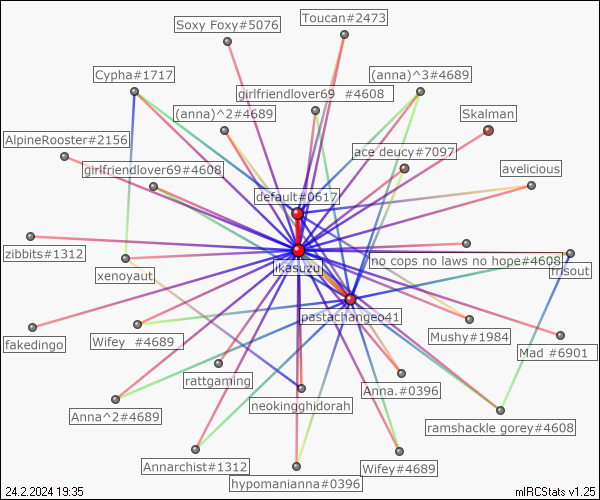 Toucan#2473
Soxy Foxy#5076
Cypha#1717
(anna)^3#4689
girlfriendlover69 #4608
(anna)^2#4689
Skalman
AlpineRooster#2156
ace deucy#7097
girlfriendlover69#4608
avelicious
default#0617
zibbits#1312
no cops no laws no hope#4608
ikasuzu
frisout
xenoyaut
pastachangeo41
fakedingo
Wifey #4689
Mushy#1984
Mad #6901
rattgaming
Anna.#0396
neokingghidorah
Anna^2#4689
ramshackle gorey#4608
Annarchist#1312
Wifey#4689
hypomanianna#0396
24.2.2024 19:35
mIRCStats v1.25